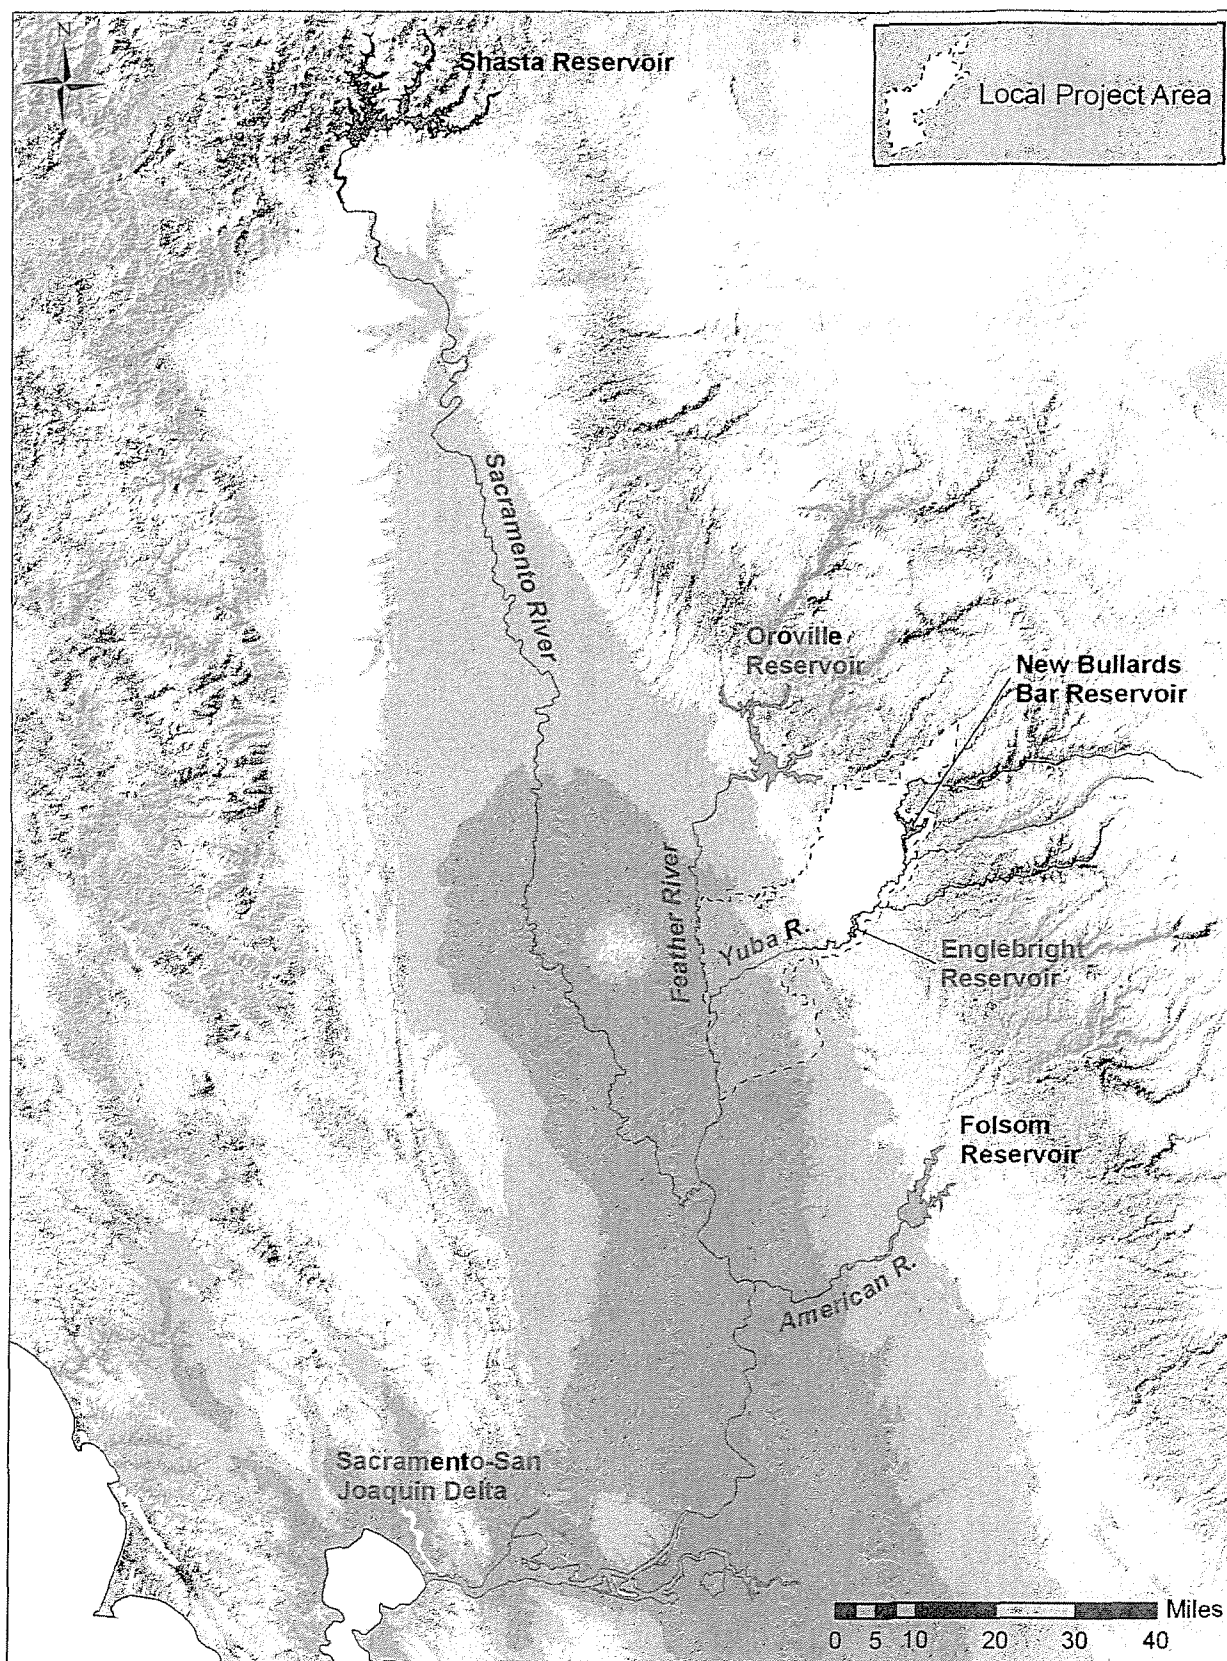 N
Shasta Reservoir
Local Project Area
Sacramento River
Oroville
Reservoir
New Bullards
Bar Reservoir
Feather River
Yuba R.
Englebright
Reservoir
Folsom
Reservoir
American R.
Sacramento-San
Joaquin Delta
Miles
0 5 10 20 30 40